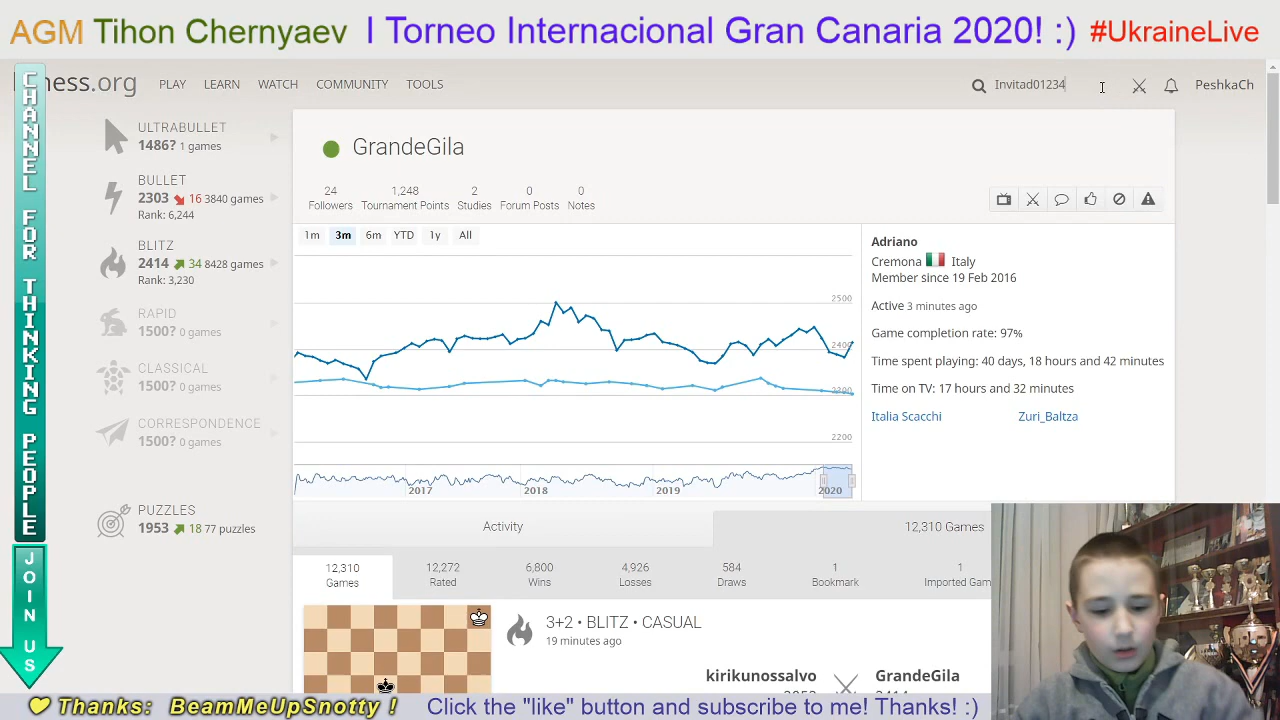 AGM Tihon Chernyaev I Torneo Internacional Gran Canaria 2020! :) #UkraineLive
CHANNEL FOR THINKING PEOPLE
JOIN US
hess.org PLAY LEARN WATCH COMMUNITY TOOLS Invitad01234 PeshkaCh
ULTRABULLET
1486? 1 games
BULLET
2303 16 3840 games
Rank: 6,244
BLITZ
2414 34 8428 games
Rank: 3,230
RAPID
1500? 0 games
CLASSICAL
1500? 0 games
CORRESPONDENCE
1500? 0 games
PUZZLES
1953 18 77 puzzles
GrandeGila
24 1,248 2 0 0
Followers Tournament Points Studies Forum Posts Notes
1m 3m 6m YTD 1y All
2500
2400
2300
2200
2017 2018 2019 2020
Adriano
Cremona Italy
Member since 19 Feb 2016
Active 3 minutes ago
Game completion rate: 97%
Time spent playing: 40 days, 18 hours and 42 minutes
Time on TV: 17 hours and 32 minutes
Italia Scacchi Zuri_Baltza
Activity 12,310 Games
12,310 12,272 6,800 4,926 584 1 1
Games Rated Wins Losses Draws Bookmark Imported Gam
3+2 • BLITZ • CASUAL
19 minutes ago
kirikunossalvo GrandeGila
Thanks: BeamMeUpSnotty ! Click the "like" button and subscribe to me! Thanks! :)